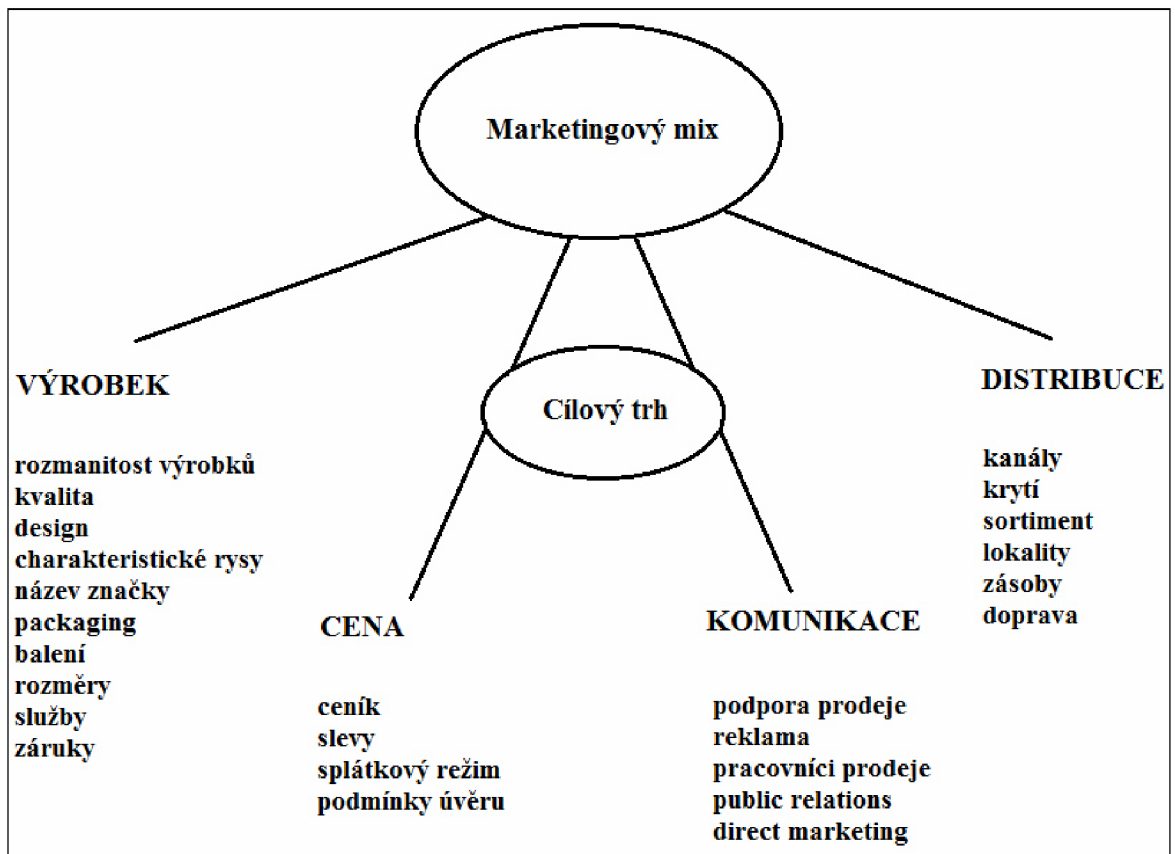 Marketingový mix
Cílový trh
VÝROBEK
rozmanitost výrobků
kvalita
design
charakteristické rysy
název značky
packaging
balení
rozměry
služby
záruky
CENA
ceník
slevy
splátkový režim
podmínky úvěru
KOMUNIKACE
podpora prodeje
reklama
pracovníci prodeje
public relations
direct marketing
DISTRIBUCE
kanály
krytí
sortiment
lokality
zásoby
doprava